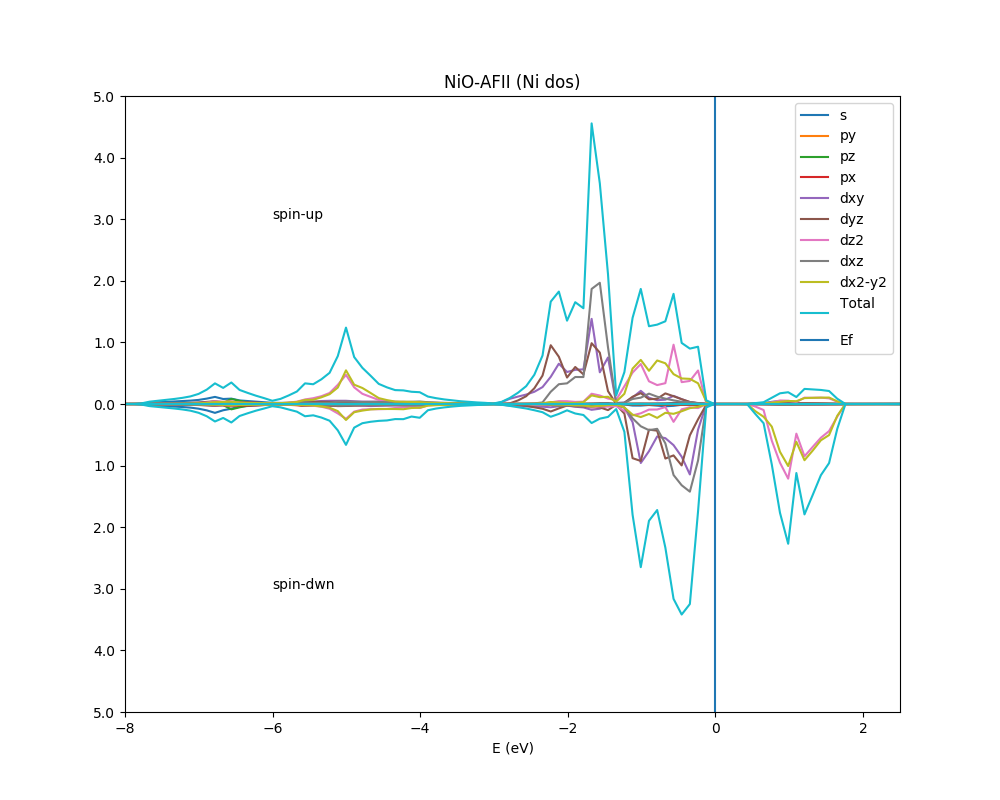 NiO-AFII (Ni dos)
5.0
4.0
3.0
2.0
1.0
0.0
1.0
2.0
3.0
4.0
5.0
spin-up
spin-dwn
s
py
pz
px
dxy
dyz
dz2
dxz
dx2-y2
Total
Ef
−8
−6
−4
−2
0
2
E (eV)